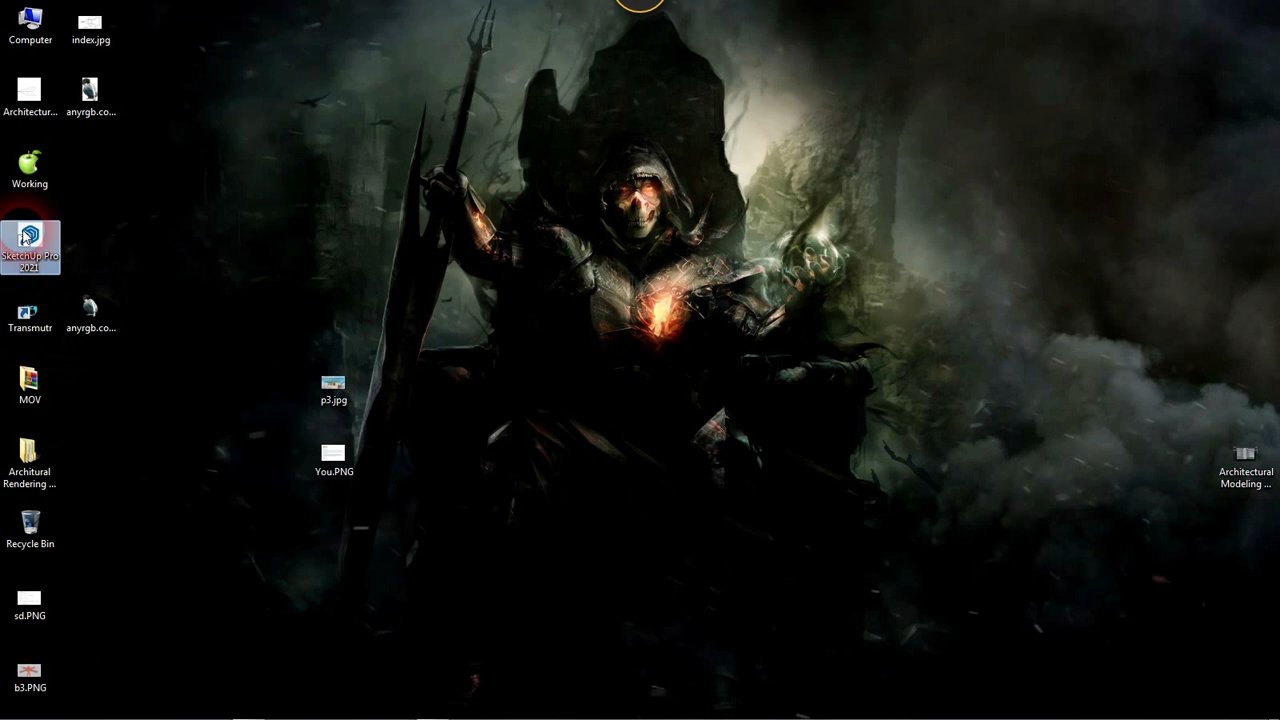 Computer
index.jpg
Architectur...
anyrgb.co...
Working
SketchUp Pro
2021
Transmutr
anyrgb.co...
MOV
p3.jpg
Architural
Rendering ...
You.PNG
Architectural
Modeling ...
Recycle Bin
sd.PNG
b3.PNG